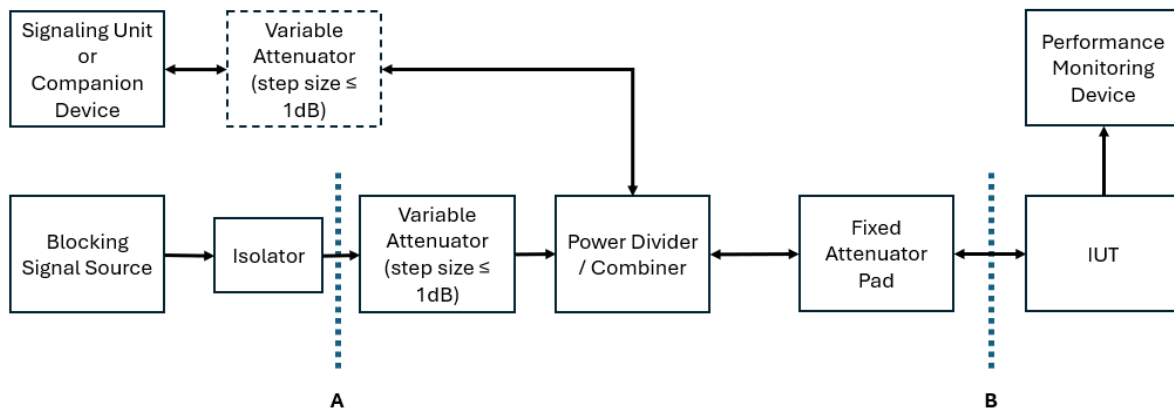 Signaling Unit
or
Companion
Device
Variable
Attenuator
(step size ≤
1dB)
Performance
Monitoring
Device
Blocking
Signal Source
Isolator
Variable
Attenuator
(step size ≤
1dB)
Power Divider
/ Combiner
Fixed
Attenuator
Pad
IUT
A
B